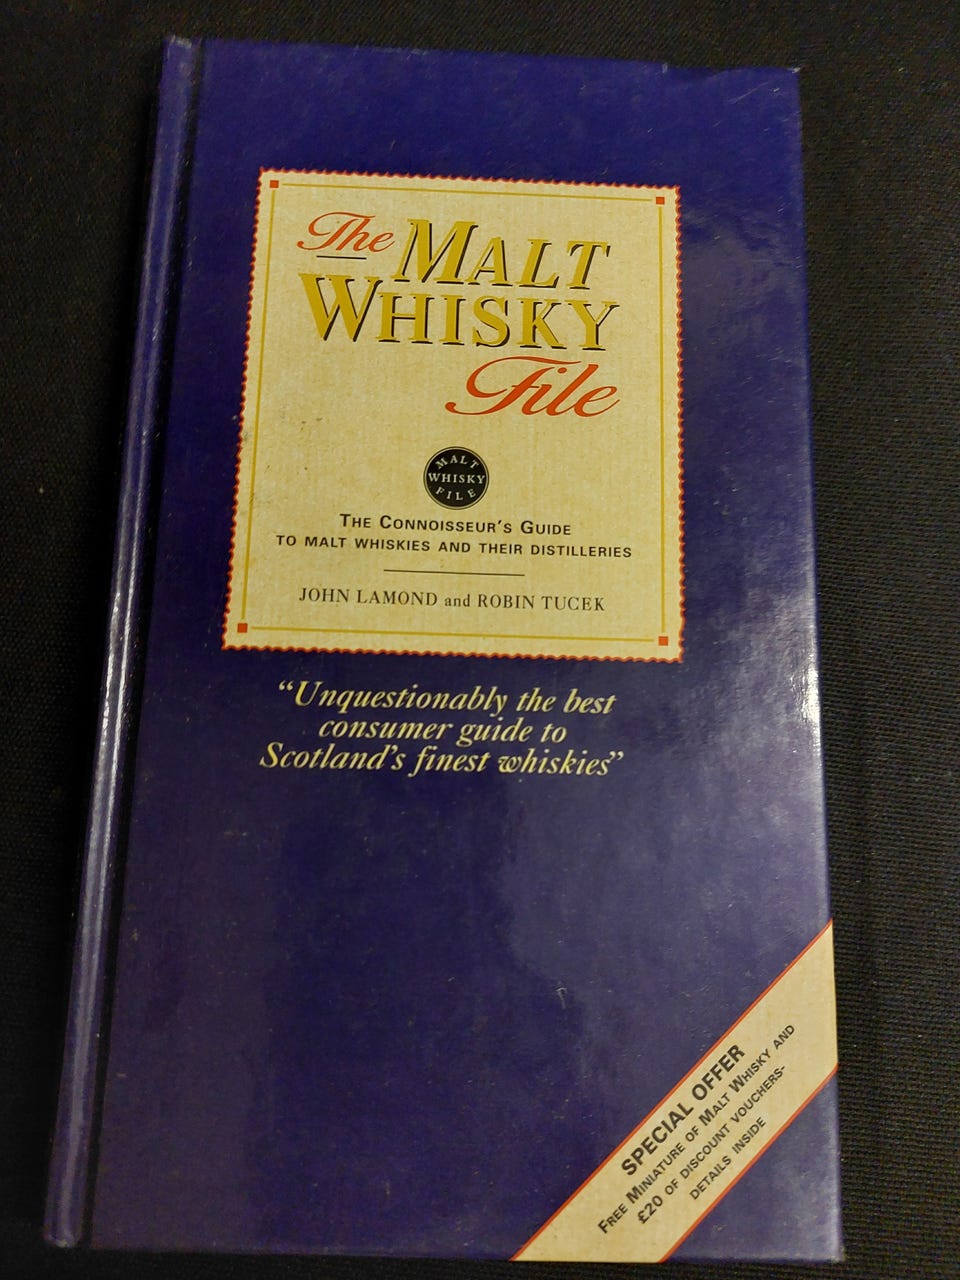 The MALT
WHISKY
File
MALT
WHISKY
FILE
THE CONNOISSEUR'S GUIDE
TO MALT WHISKIES AND THEIR DISTILLERIES
JOHN LAMOND and ROBIN TUCEK
"Unquestionably the best
consumer guide to
Scotland's finest whiskies"
SPECIAL OFFER
FREE MINIATURE OF MALT WHISKY AND
£20 OF DISCOUNT VOUCHERS-
DETAILS INSIDE